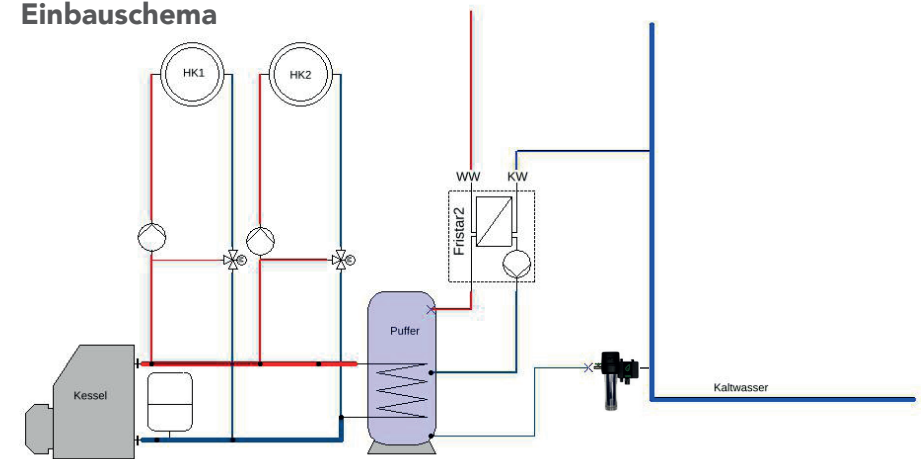 Einbauschema
HK1
HK2
WW
KW
Fristar2
Puffer
Kessel
Kaltwasser